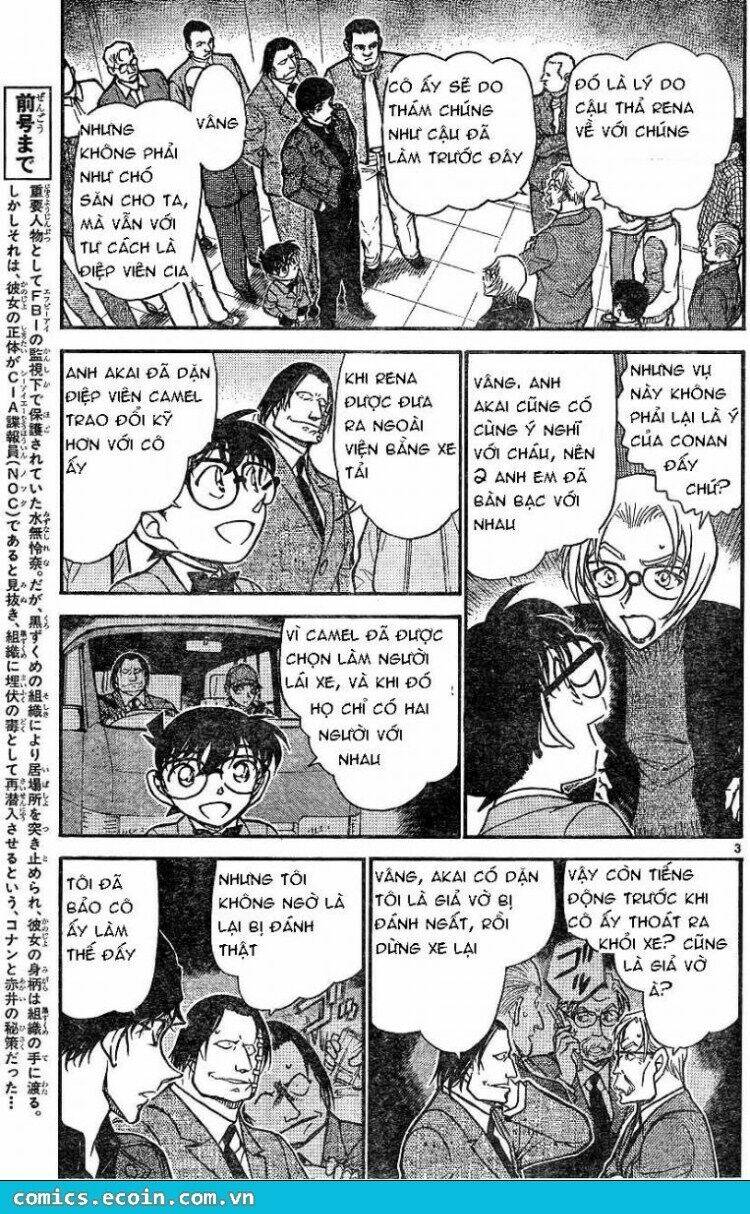 ĐÓ LÀ LÝ DO
CẬU THẢ RENA
VỀ VỚI CHÚNG
CÔ ẤY SẼ DO
THÁM CHÚNG
NHƯ CẬU ĐÃ
LÀM TRƯỚC ĐÂY
VÂNG
NHƯNG
KHÔNG PHẢI
NHƯ CHÓ
SĂN CHO TA,
MÀ VẪN VỚI
TƯ CÁCH LÀ
ĐIỆP VIÊN CIA
前号まで
重要人物としてFBIの監視下で保護されていた水無怜奈。だが、黒ずくめの組織により居場所を突き止められ、彼女の身柄は組織の手に渡る。
しかしそれは、彼女の正体がCIA諜報員(NOC)であると見抜き、組織に埋伏の毒として再潜入させるという、コナンと赤井の秘策だった…
NHƯNG VỤ
NÀY KHÔNG
PHẢI LẠI LÀ Ý
CỦA CONAN
ĐẤY
CHỨ?
VÂNG. ANH
AKAI CŨNG CÓ
CÙNG Ý NGHĨ
VỚI CHÁU, NÊN
2 ANH EM ĐÃ
BÀN BẠC VỚI
NHAU
KHI RENA
ĐƯỢC ĐƯA
RA NGOÀI
VIỆN BẰNG XE
TẢI
ANH AKAI ĐÃ DẶN
ĐIỆP VIÊN CAMEL
TRAO ĐỔI KỸ
HƠN VỚI CÔ
ẤY
VÌ CAMEL ĐÃ ĐƯỢC
CHỌN LÀM NGƯỜI
LÁI XE, VÀ KHI ĐÓ
HỌ CHỈ CÓ HAI
NGƯỜI VỚI
NHAU
3
VẬY CÒN TIẾNG
ĐỘNG TRƯỚC KHI
CÔ ẤY THOÁT RA
KHỎI XE? CŨNG
LÀ GIẢ VỜ
À?
VÂNG, AKAI CÓ DẶN
TÔI LÀ GIẢ VỜ BỊ
ĐÁNH NGẤT, RỒI
DỪNG XE LẠI
NHƯNG TÔI
KHÔNG NGỜ LÀ
LẠI BỊ ĐÁNH
THẬT
TÔI ĐÃ
BẢO CÔ
ẤY LÀM
THẾ ĐẤY
comics.ecoin.com.vn